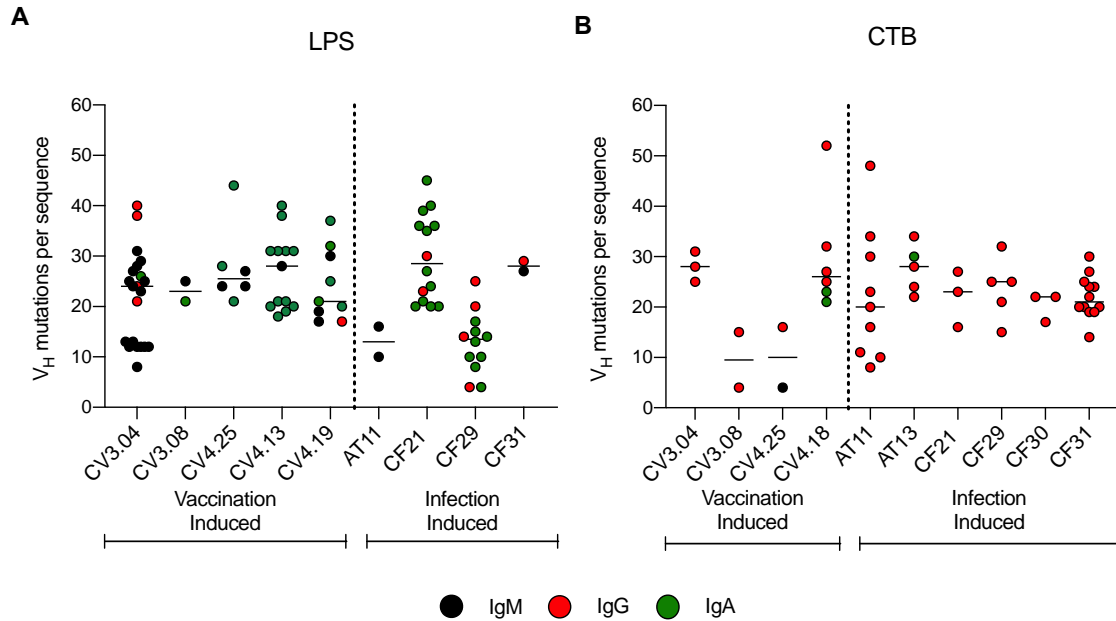 A
LPS
VH mutations per sequence
60
50
40
30
20
10
0
CV3.04
CV3.08
CV4.25
CV4.13
CV4.19
AT11
CF21
CF29
CF31
Vaccination
Induced
Infection
Induced
B
CTB
VH mutations per sequence
60
50
40
30
20
10
0
CV3.04
CV3.08
CV4.25
CV4.18
AT11
AT13
CF21
CF29
CF30
CF31
Vaccination
Induced
Infection
Induced
IgM IgG IgA